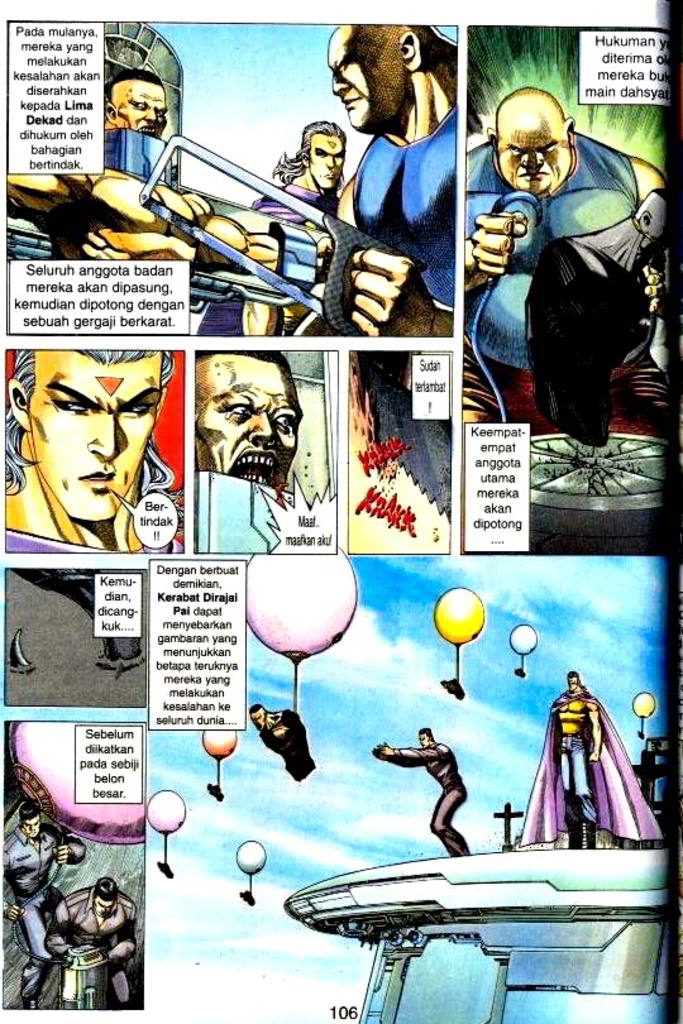 Pada mulanya,
mereka yang
melakukan
kesalahan akan
diserahkan
kepada Lima
Dekad dan
dihukum oleh
bahagian
bertindak.
Seluruh anggota badan
mereka akan dipasung,
kemudian dipotong dengan
sebuah gergaji berkarat.
Hukuman
diterima
mereka
main dahsyat
Ber-
tindak
!!
Maaf..
maafkan aku!
Sudah
terlambat
!!
KRAKK
KRAKK
Keempat-
empat
anggota
utama
mereka
akan
dipotong
....
Kemu-
dian,
dicang-
kuk....
Dengan berbuat
demikian,
Kerabat Dirajai
Pai dapat
menyebarkan
gambaran yang
menunjukkan
betapa teruknya
mereka yang
melakukan
kesalahan ke
seluruh dunia....
Sebelum
diikatkan
pada sebiji
belon
besar.
106